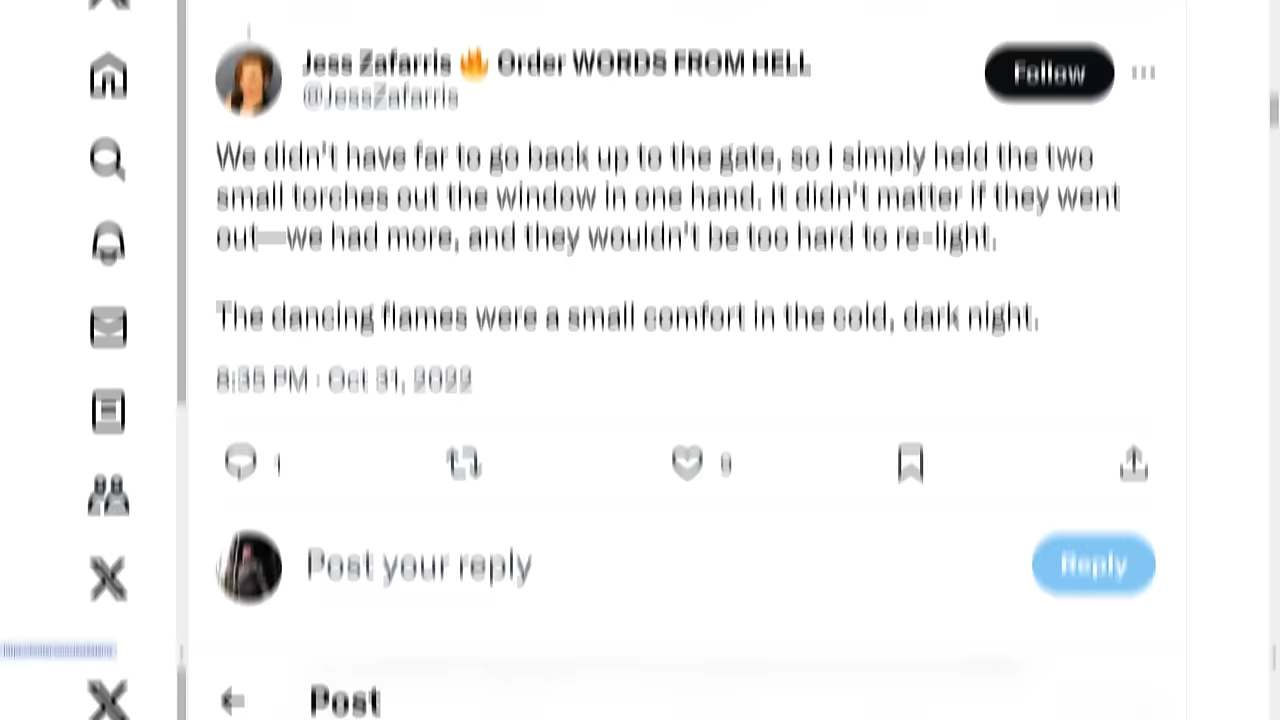 Jess Zafarris 🔥 Order WORDS FROM HELL
Follow
@JessZafarris
We didn't have far to go back up to the gate, so I simply held the two
small torches out the window in one hand. It didn't matter if they went
out—we had more, and they wouldn't be too hard to re-light.
The dancing flames were a small comfort in the cold, dark night.
8:35 PM · Oct 31, 2022
1
9
Post your reply
Reply
Post